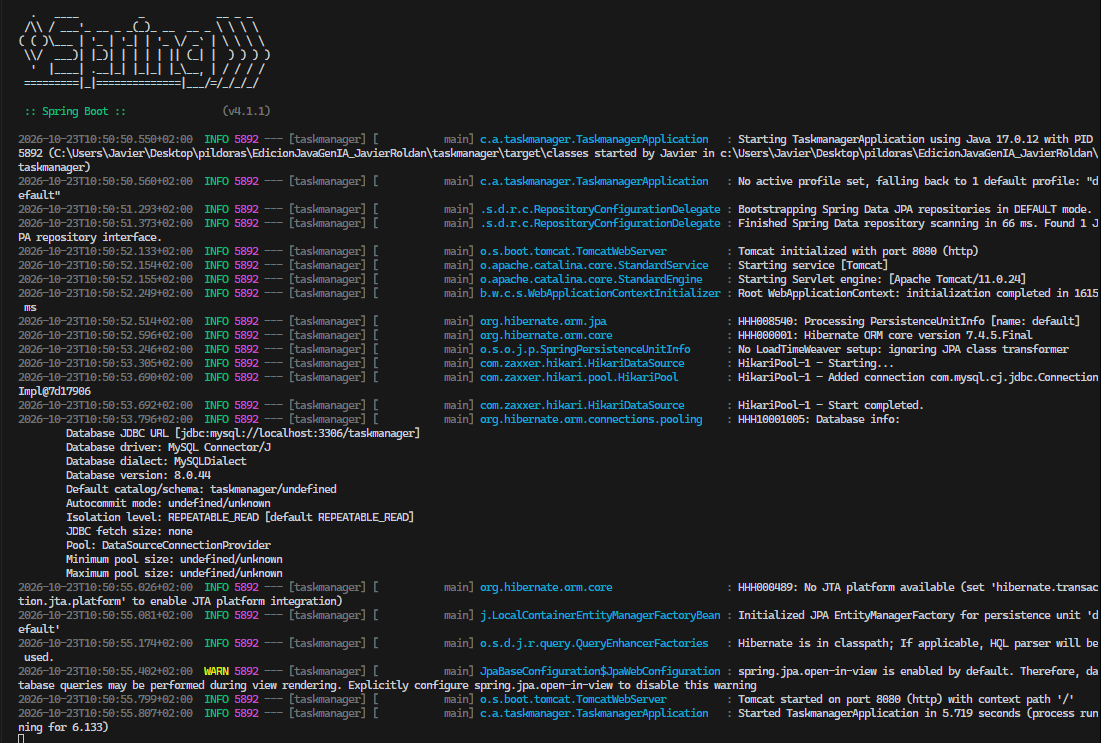 .   ____          _            __ _ _
 /\\ / ___'_ __ _ _(_)_ __  __ _ \ \ \ \
( ( )\___ | '_ | '_| | '_ \/ _` | \ \ \ \
 \\/  ___)| |_)| | | | | || (_| |  ) ) ) )
  '  |____| .__|_| |_|_| |_\__, | / / / /
 =========|_|==============|___/=/_/_/_/

 :: Spring Boot ::                (v4.1.1)

2026-10-23T10:50:50.550+02:00  INFO 5892 --- [taskmanager] [           main] c.a.taskmanager.TaskmanagerApplication   : Starting TaskmanagerApplication using Java 17.0.12 with PID
5892 (C:\Users\Javier\Desktop\pildoras\EdicionJavaGenIA_JavierRoldan\taskmanager\target\classes started by Javier in c:\Users\Javier\Desktop\pildoras\EdicionJavaGenIA_JavierRoldan\
taskmanager)
2026-10-23T10:50:50.560+02:00  INFO 5892 --- [taskmanager] [           main] c.a.taskmanager.TaskmanagerApplication   : No active profile set, falling back to 1 default profile: "d
efault"
2026-10-23T10:50:51.293+02:00  INFO 5892 --- [taskmanager] [           main] .s.d.r.c.RepositoryConfigurationDelegate : Bootstrapping Spring Data JPA repositories in DEFAULT mode.
2026-10-23T10:50:51.373+02:00  INFO 5892 --- [taskmanager] [           main] .s.d.r.c.RepositoryConfigurationDelegate : Finished Spring Data repository scanning in 66 ms. Found 1 J
PA repository interface.
2026-10-23T10:50:52.133+02:00  INFO 5892 --- [taskmanager] [           main] o.s.boot.tomcat.TomcatWebServer          : Tomcat initialized with port 8080 (http)
2026-10-23T10:50:52.154+02:00  INFO 5892 --- [taskmanager] [           main] o.apache.catalina.core.StandardService   : Starting service [Tomcat]
2026-10-23T10:50:52.155+02:00  INFO 5892 --- [taskmanager] [           main] o.apache.catalina.core.StandardEngine    : Starting Servlet engine: [Apache Tomcat/11.0.24]
2026-10-23T10:50:52.249+02:00  INFO 5892 --- [taskmanager] [           main] b.w.c.s.WebApplicationContextInitializer : Root WebApplicationContext: initialization completed in 1615
 ms
2026-10-23T10:50:52.514+02:00  INFO 5892 --- [taskmanager] [           main] org.hibernate.orm.jpa                    : HHH008540: Processing PersistenceUnitInfo [name: default]
2026-10-23T10:50:52.596+02:00  INFO 5892 --- [taskmanager] [           main] org.hibernate.orm.core                   : HHH000001: Hibernate ORM core version 7.4.5.Final
2026-10-23T10:50:53.246+02:00  INFO 5892 --- [taskmanager] [           main] o.s.o.j.p.SpringPersistenceUnitInfo      : No LoadTimeWeaver setup: ignoring JPA class transformer
2026-10-23T10:50:53.305+02:00  INFO 5892 --- [taskmanager] [           main] com.zaxxer.hikari.HikariDataSource       : HikariPool-1 - Starting...
2026-10-23T10:50:53.690+02:00  INFO 5892 --- [taskmanager] [           main] com.zaxxer.hikari.pool.HikariPool        : HikariPool-1 - Added connection com.mysql.cj.jdbc.Connection
Impl@7d17906
2026-10-23T10:50:53.692+02:00  INFO 5892 --- [taskmanager] [           main] com.zaxxer.hikari.HikariDataSource       : HikariPool-1 - Start completed.
2026-10-23T10:50:53.796+02:00  INFO 5892 --- [taskmanager] [           main] org.hibernate.orm.connections.pooling    : HHH10001005: Database info:
        Database JDBC URL [jdbc:mysql://localhost:3306/taskmanager]
        Database driver: MySQL Connector/J
        Database dialect: MySQLDialect
        Database version: 8.0.44
        Default catalog/schema: taskmanager/undefined
        Autocommit mode: undefined/unknown
        Isolation level: REPEATABLE_READ [default REPEATABLE_READ]
        JDBC fetch size: none
        Pool: DataSourceConnectionProvider
        Minimum pool size: undefined/unknown
        Maximum pool size: undefined/unknown
2026-10-23T10:50:55.026+02:00  INFO 5892 --- [taskmanager] [           main] org.hibernate.orm.core                   : HHH000489: No JTA platform available (set 'hibernate.transac
tion.jta.platform' to enable JTA platform integration)
2026-10-23T10:50:55.081+02:00  INFO 5892 --- [taskmanager] [           main] j.LocalContainerEntityManagerFactoryBean : Initialized JPA EntityManagerFactory for persistence unit 'd
efault'
2026-10-23T10:50:55.174+02:00  INFO 5892 --- [taskmanager] [           main] o.s.d.j.r.query.QueryEnhancerFactories   : Hibernate is in classpath; If applicable, HQL parser will be
 used.
2026-10-23T10:50:55.402+02:00  WARN 5892 --- [taskmanager] [           main] JpaBaseConfiguration$JpaWebConfiguration : spring.jpa.open-in-view is enabled by default. Therefore, da
tabase queries may be performed during view rendering. Explicitly configure spring.jpa.open-in-view to disable this warning
2026-10-23T10:50:55.799+02:00  INFO 5892 --- [taskmanager] [           main] o.s.boot.tomcat.TomcatWebServer          : Tomcat started on port 8080 (http) with context path '/'
2026-10-23T10:50:55.807+02:00  INFO 5892 --- [taskmanager] [           main] c.a.taskmanager.TaskmanagerApplication   : Started TaskmanagerApplication in 5.719 seconds (process run
ning for 6.133)